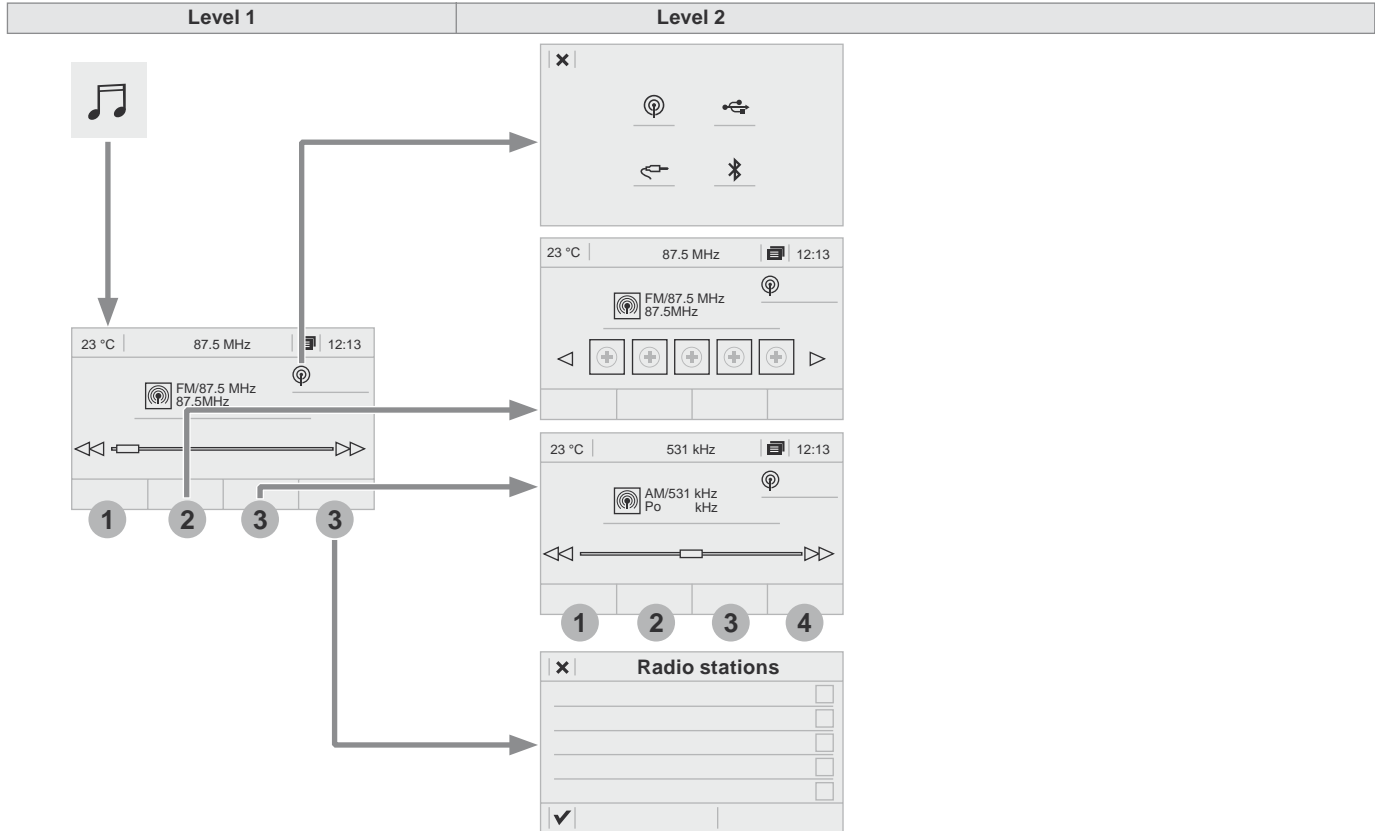 Level 1 Level 2
23 °C 87.5 MHz 12:13
FM/87.5 MHz
87.5MHz
1 2 3 3
23 °C 87.5 MHz 12:13
FM/87.5 MHz
87.5MHz
23 °C 531 kHz 12:13
AM/531 kHz
Po kHz
1 2 3 4
Radio stations